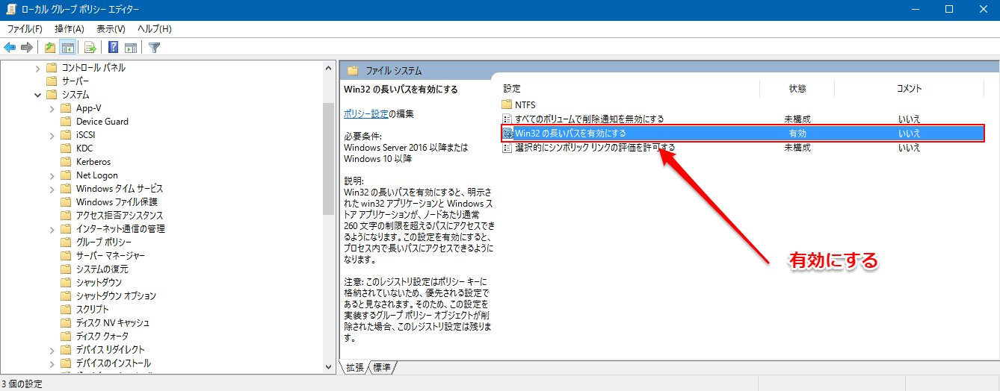 ローカル グループ ポリシー エディター
ファイル(F) 操作(A) 表示(V) ヘルプ(H)
コントロール パネル
サーバー
システム
App-V
Device Guard
iSCSI
KDC
Kerberos
Net Logon
Windows タイム サービス
Windows ファイル保護
アクセス拒否アシスタンス
インターネット通信の管理
グループ ポリシー
サーバー マネージャー
システムの復元
シャットダウン
シャットダウン オプション
スクリプト
ディスク NV キャッシュ
ディスク クォータ
デバイス リダイレクト
デバイスのインストール
ファイル システム
Win32 の長いパスを有効にする
ポリシー設定の編集
必要条件:
Windows Server 2016 以降または
Windows 10 以降
説明:
Win32 の長いパスを有効にすると、明示
された win32 アプリケーションと Windows ス
トア アプリケーションが、ノードあたり通常
260 文字の制限を超えるパスにアクセスでき
るようになります。この設定を有効にすると、
プロセス内で長いパスにアクセスできるように
なります。
注意: このレジストリ設定はポリシー キーに
格納されていないため、優先される設定で
あると見なされます。そのため、この設定を
実装するグループ ポリシー オブジェクトが削
除された場合、このレジストリ設定は残りま
す。
設定 状態 コメント
NTFS
すべてのボリュームで削除通知を無効にする 未構成 いいえ
Win32 の長いパスを有効にする 有効 いいえ
選択的にシンボリック リンクの評価を許可する 未構成 いいえ
有効にする
拡張 標準
3 個の設定